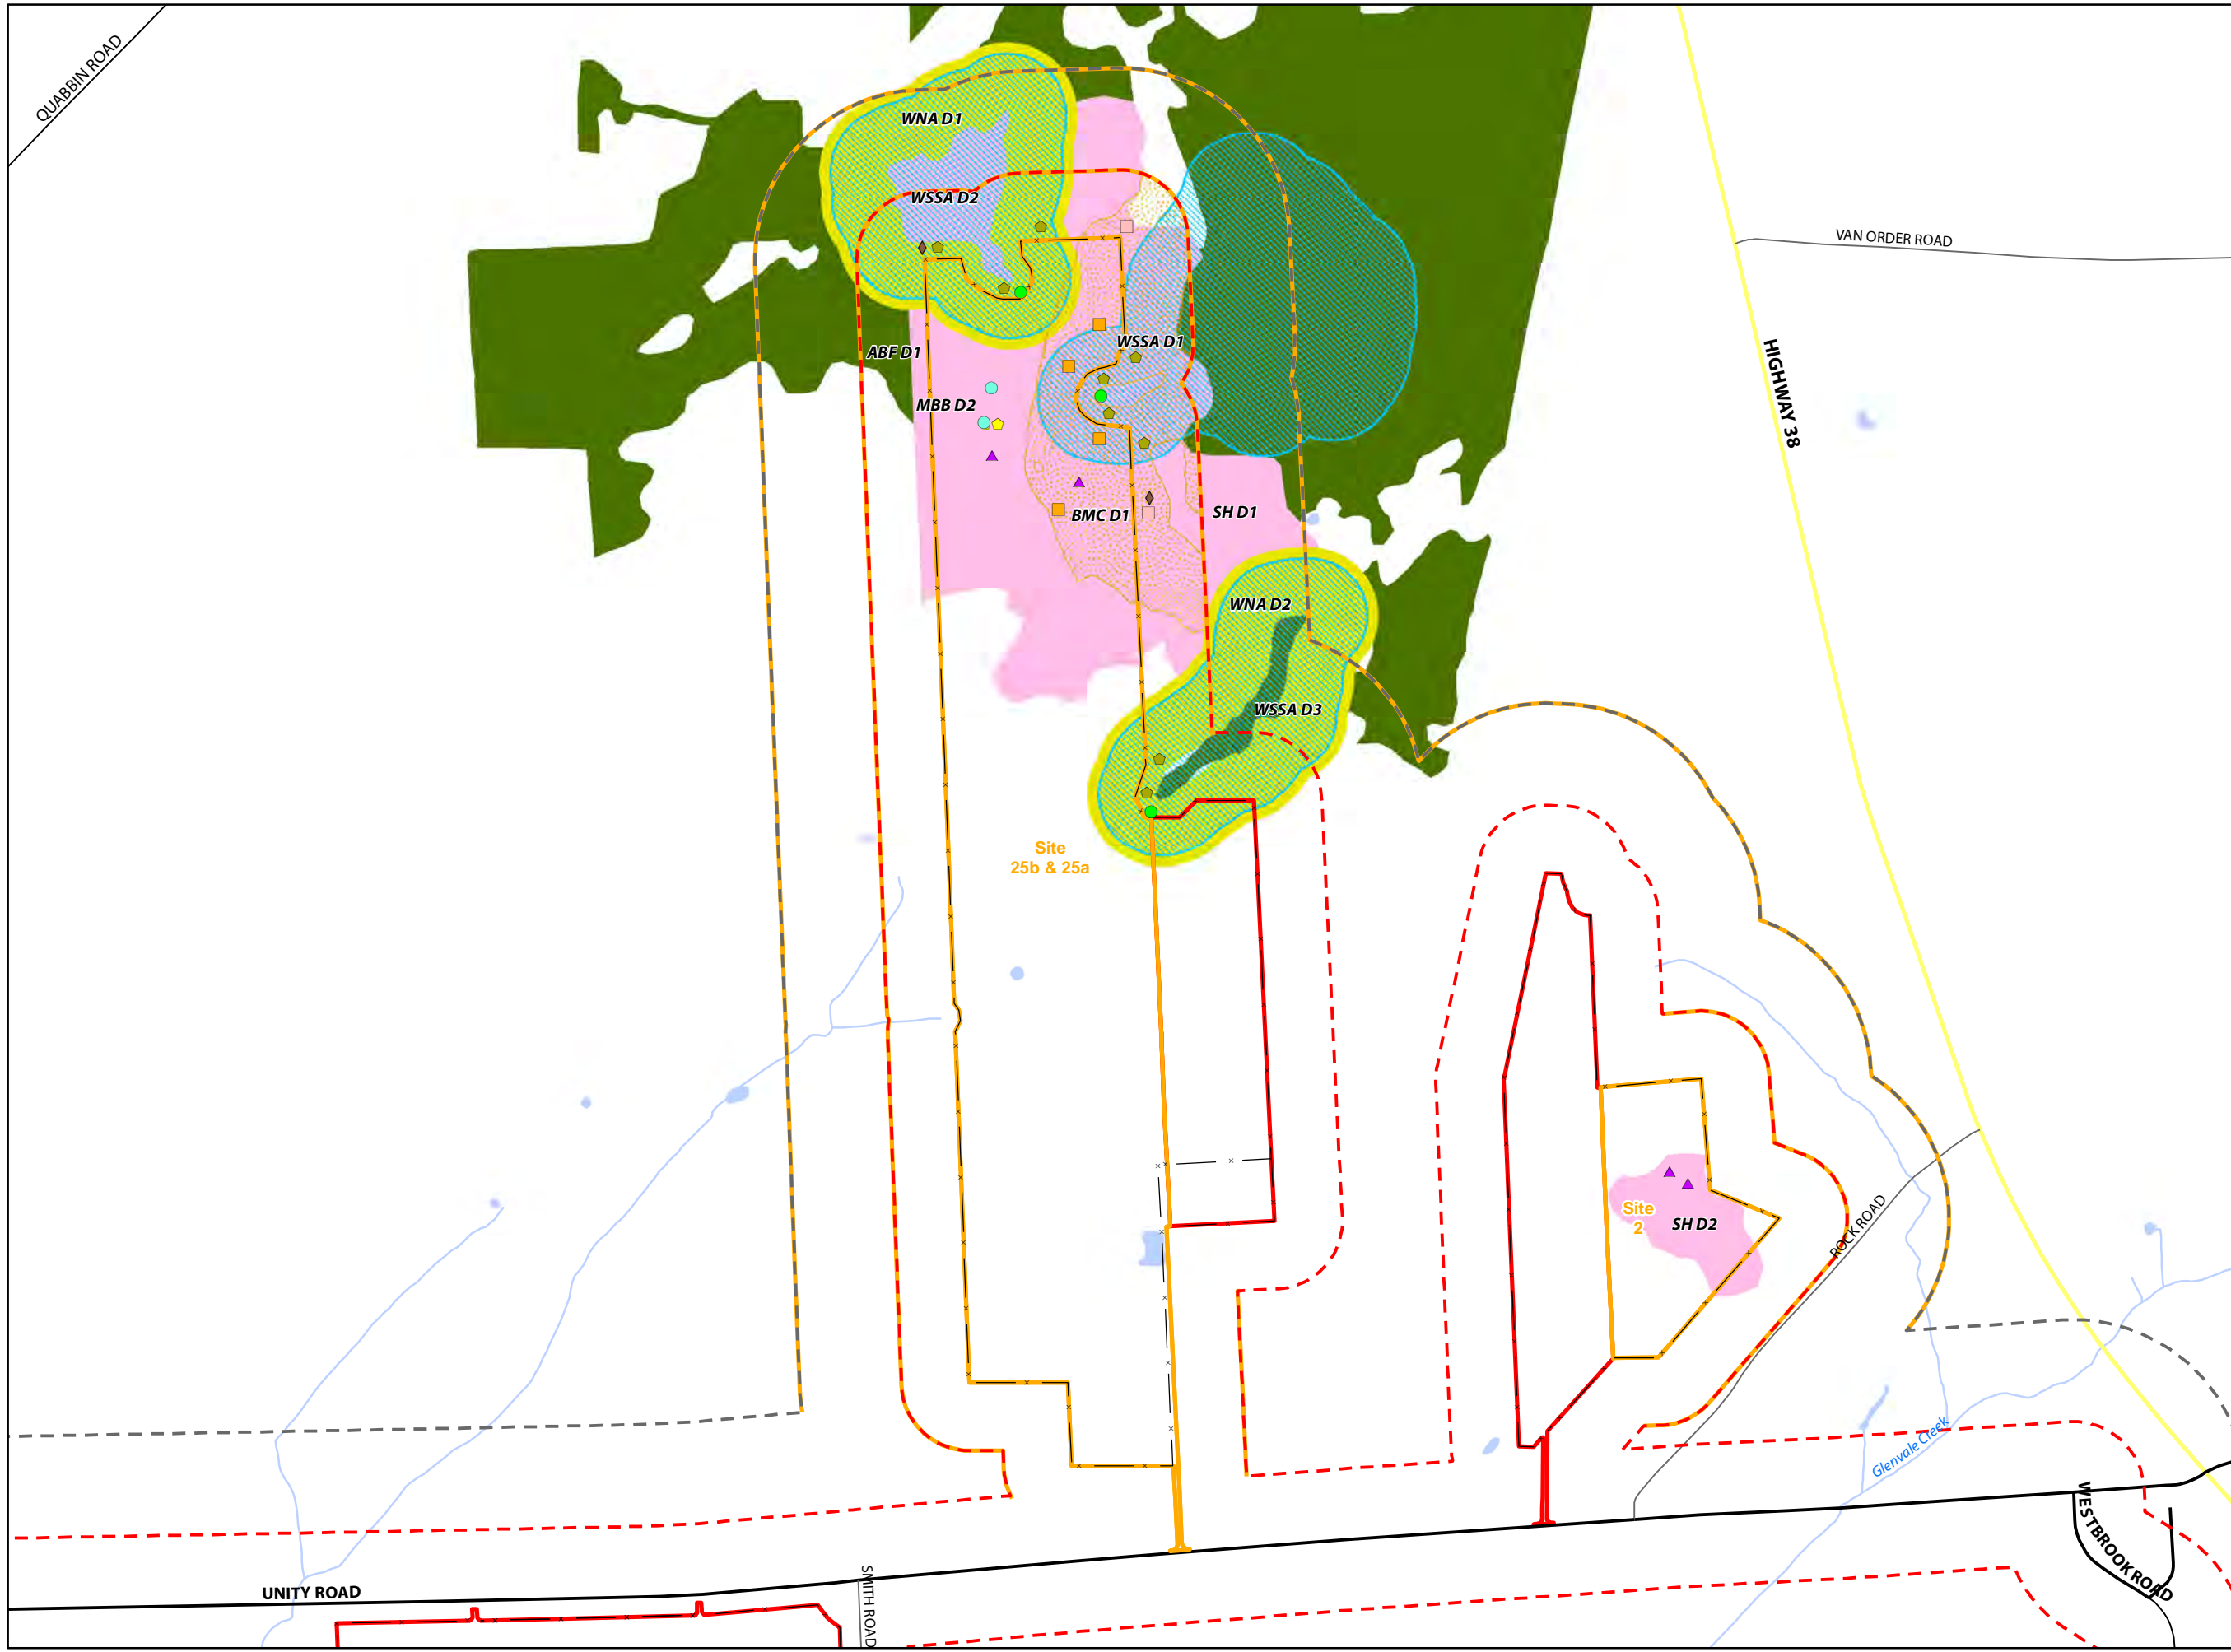 QUABBIN ROAD
WNA D1
WSSA D2
VAN ORDER ROAD
HIGHWAY 38
WSSA D1
ABF D1
MBB D2
BMC D1
SH D1
WNA D2
WSSA D3
Site
25b & 25a
Site
2
SH D2
ROCK ROAD
Glenvale Creek
WESTBROOK ROAD
UNITY ROAD
SMITH ROAD